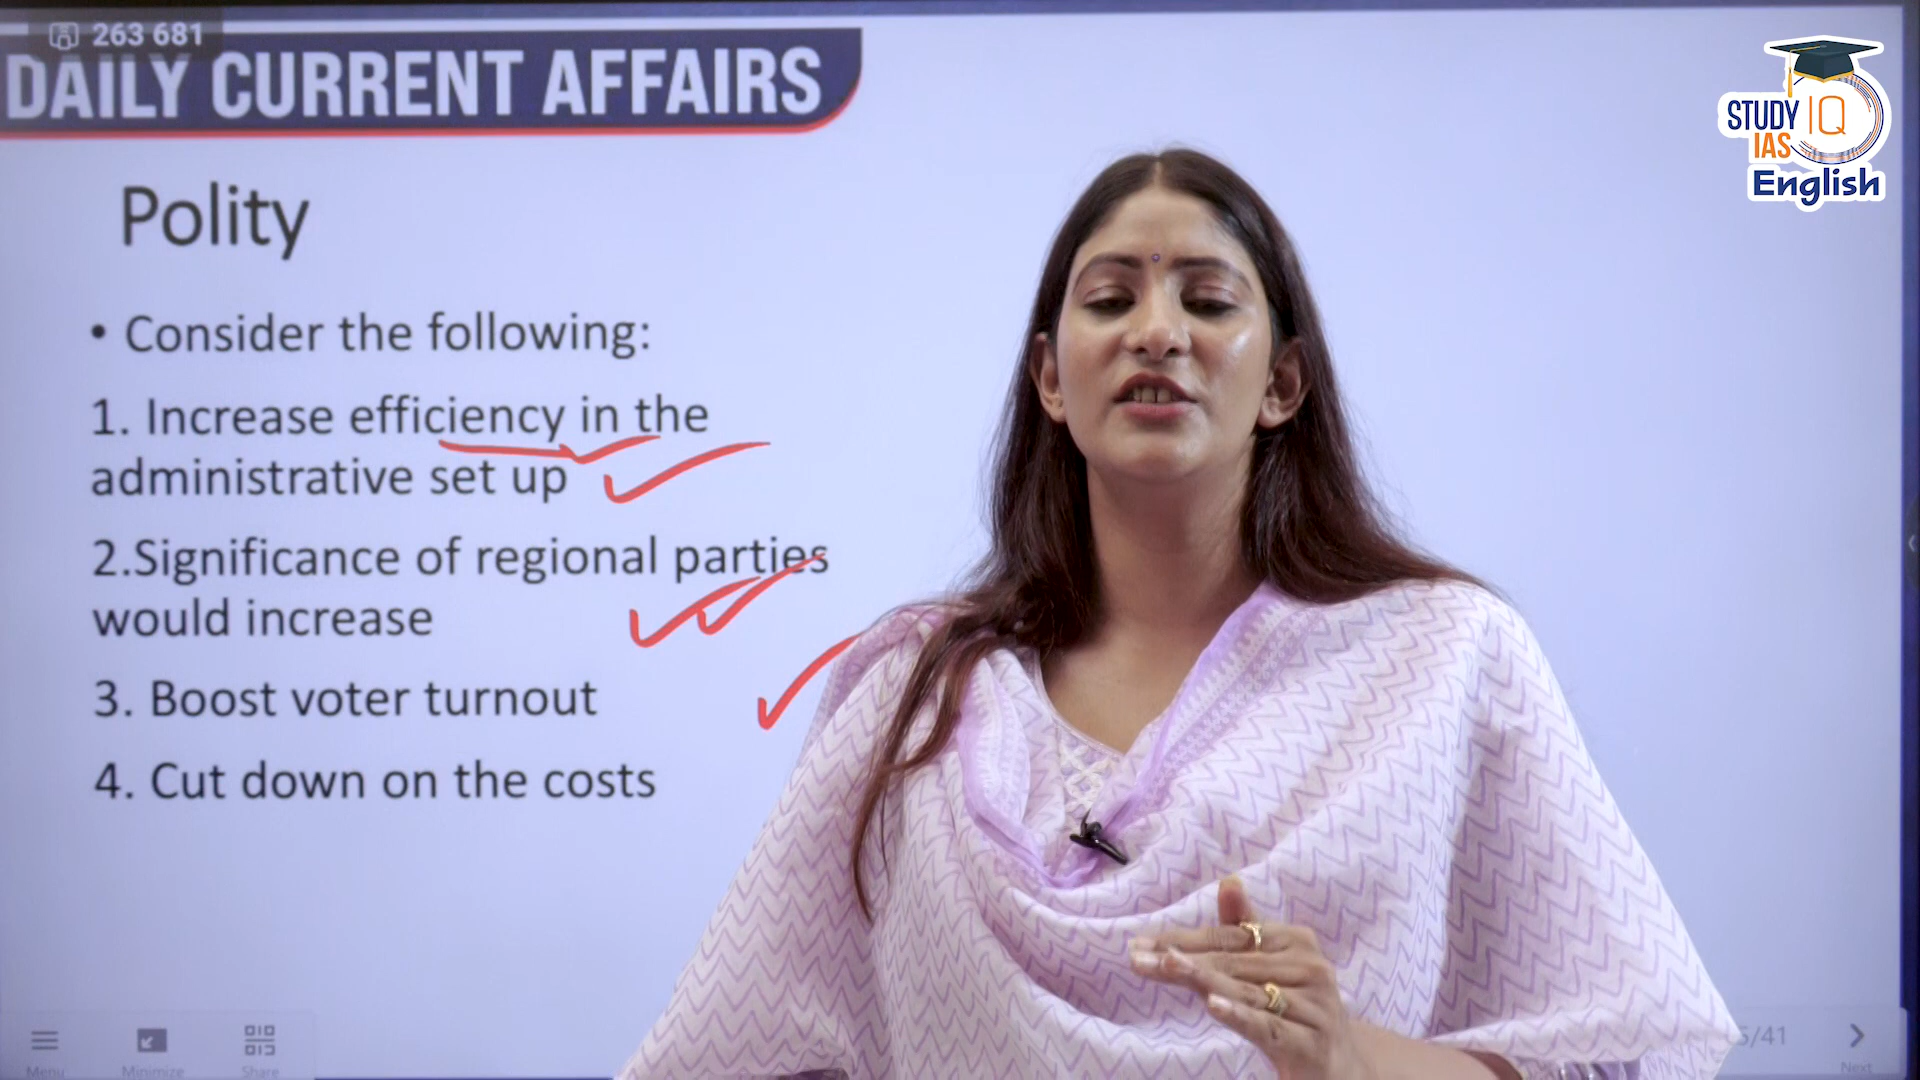 263 681
DAILY CURRENT AFFAIRS
STUDY IQ
IAS
English
Polity
• Consider the following:
1. Increase efficiency in the
administrative set up
2.Significance of regional parties
would increase
3. Boost voter turnout
4. Cut down on the costs
Menu
Minimize
Share
/41
Next